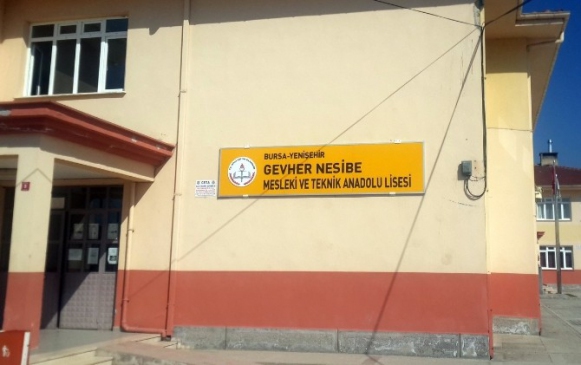 BURSA-YENİŞEHİR
GEVHER NESİBE
MESLEKİ VE TEKNİK ANADOLU LİSESİ